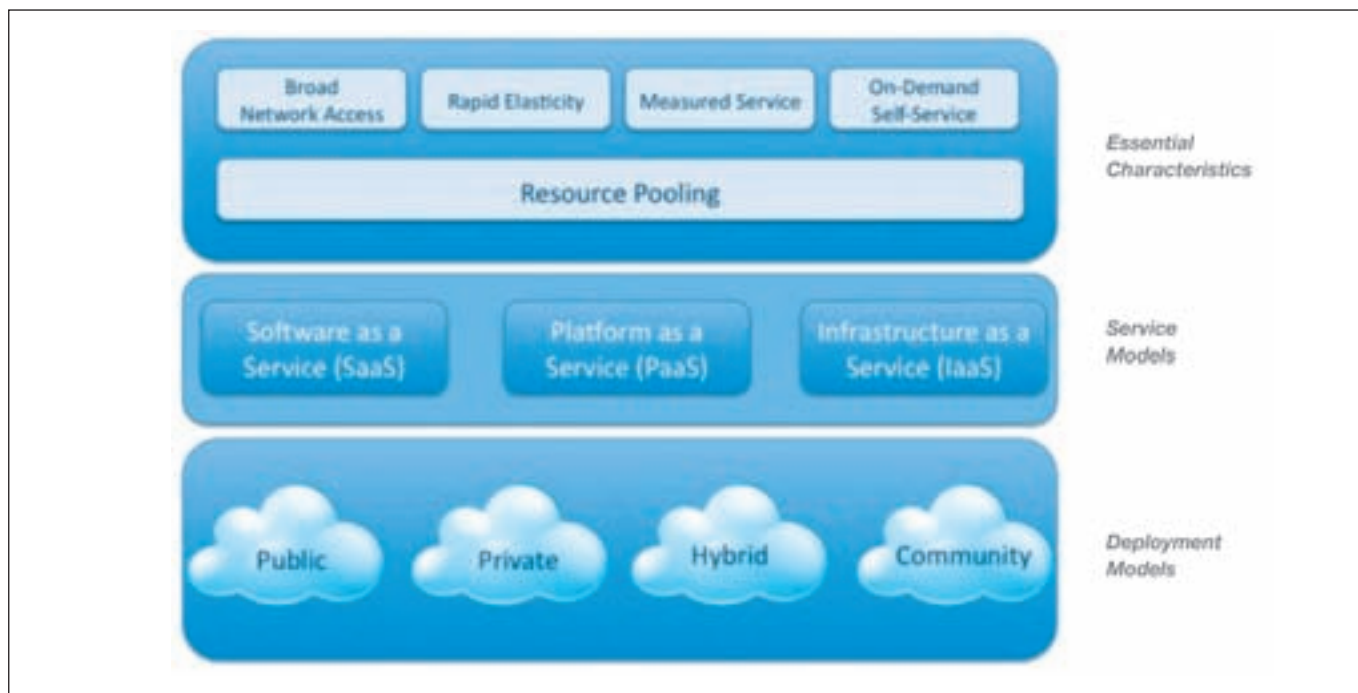 Broad
Network Access
Rapid Elasticity
Measured Service
On-Demand
Self-Service
Essential
Characteristics
Resource Pooling
Software as a
Service (SaaS)
Platform as a
Service (PaaS)
Infrastructure as a
Service (IaaS)
Service
Models
Public
Private
Hybrid
Community
Deployment
Models